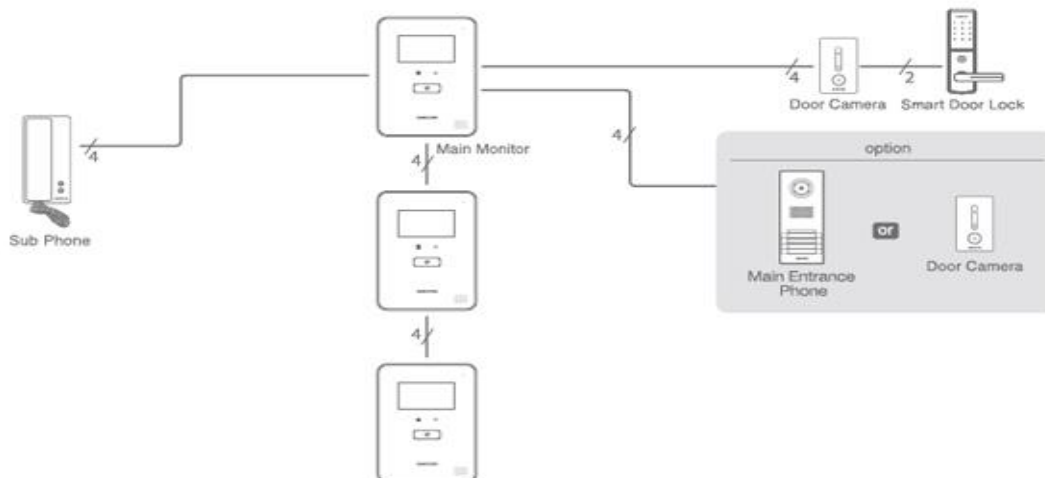 4
Door Camera
2
Smart Door Lock
4
Sub Phone
4
Main Monitor
4
option
Main Entrance
Phone
or
Door Camera
4